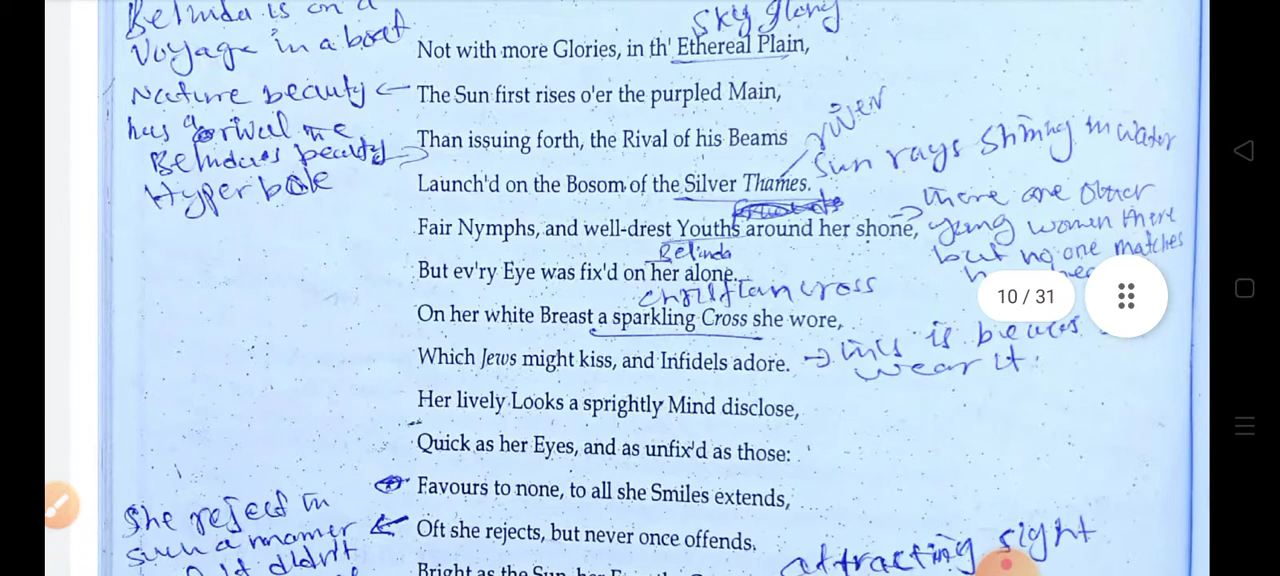 Belinda is on a
Voyage in a boat
Sky glory
Not with more Glories, in th' Ethereal Plain,
Nature beauty
The Sun first rises o'er the purpled Main,
has
Belinda's beauty
Than issuing forth, the Rival of his Beams
river
Sun rays Shining in water
Hyperbole
Launch'd on the Bosom of the Silver Thames.
Fair Nymphs, and well-drest Youths around her shone,
there are other
young women there
but no one matches
Belinda
But ev'ry Eye was fix'd on her alone.
10 / 31
Christian cross
On her white Breast a sparkling Cross she wore,
Which Jews might kiss, and Infidels adore.
this is
wear it
Her lively Looks a sprightly Mind disclose,
Quick as her Eyes, and as unfix'd as those:
Favours to none, to all she Smiles extends,
She reject in
such a manner
didn't
Oft she rejects, but never once offends.
attracting sight
Bright as the Sun, her